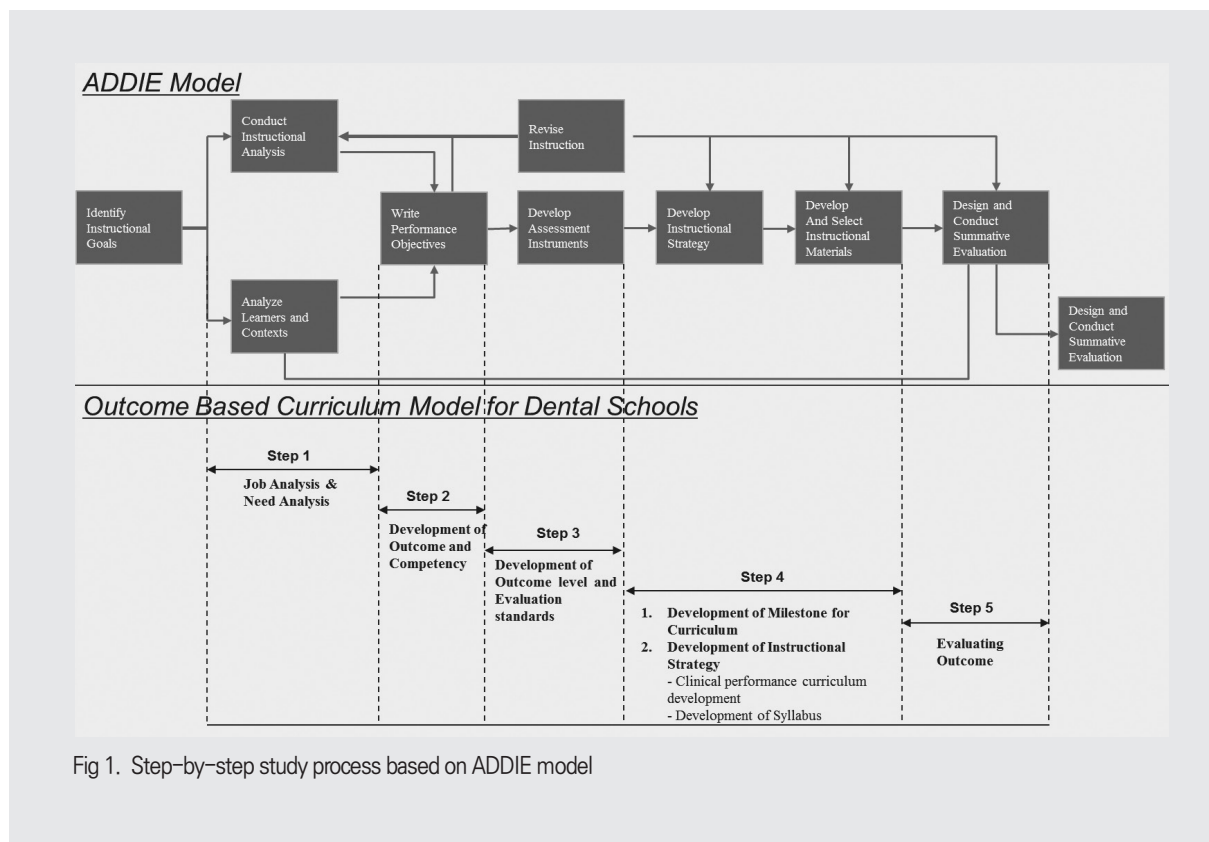 ADDIE Model
Conduct
Instructional
Analysis
Revise
Instruction
Identify
Instructional
Goals
Write
Performance
Objectives
Develop
Assessment
Instruments
Develop
Instructional
Strategy
Develop
And Select
Instructional
Materials
Design and
Conduct
Summative
Evaluation
Analyze
Learners and
Contexts
Design and
Conduct
Summative
Evaluation
Outcome Based Curriculum Model for Dental Schools
Step 1
Job Analysis &
Need Analysis
Step 2
Development of
Outcome and
Competency
Step 3
Development of
Outcome level and
Evaluation
standards
Step 4
1. Development of Milestone for
Curriculum
2. Development of Instructional
Strategy
- Clinical performance curriculum
development
- Development of Syllabus
Step 5
Evaluating
Outcome
Fig 1. Step-by-step study process based on ADDIE model